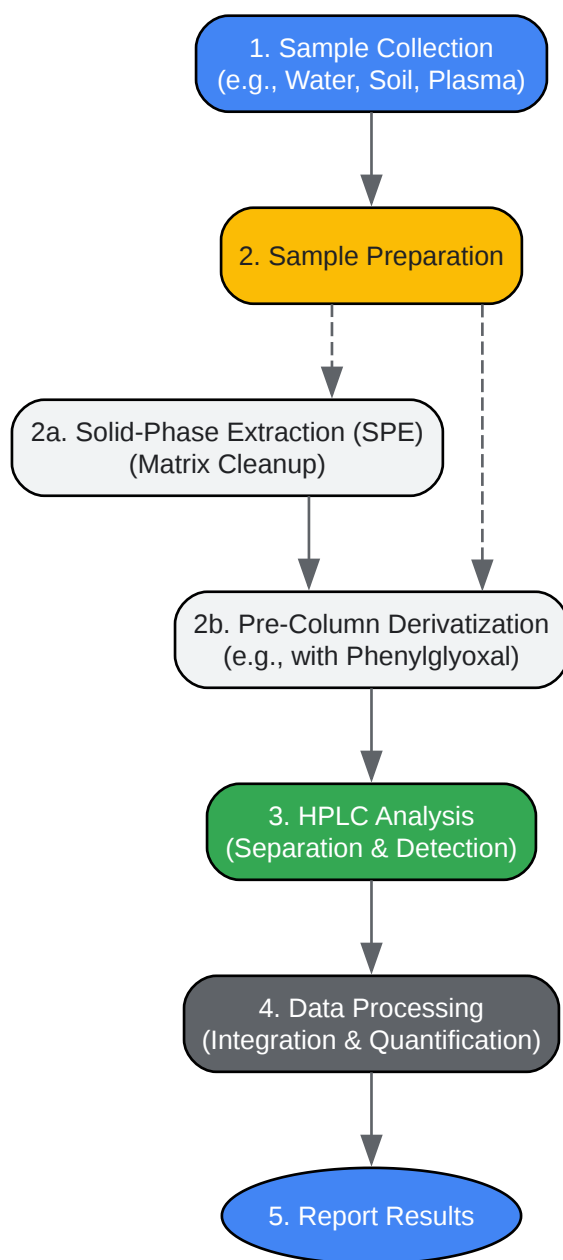 1. Sample Collection
(e.g., Water, Soil, Plasma)
2. Sample Preparation
2a. Solid-Phase Extraction (SPE)
(Matrix Cleanup)
2b. Pre-Column Derivatization
(e.g., with Phenylglyoxal)
3. HPLC Analysis
(Separation & Detection)
4. Data Processing
(Integration & Quantification)
5. Report Results